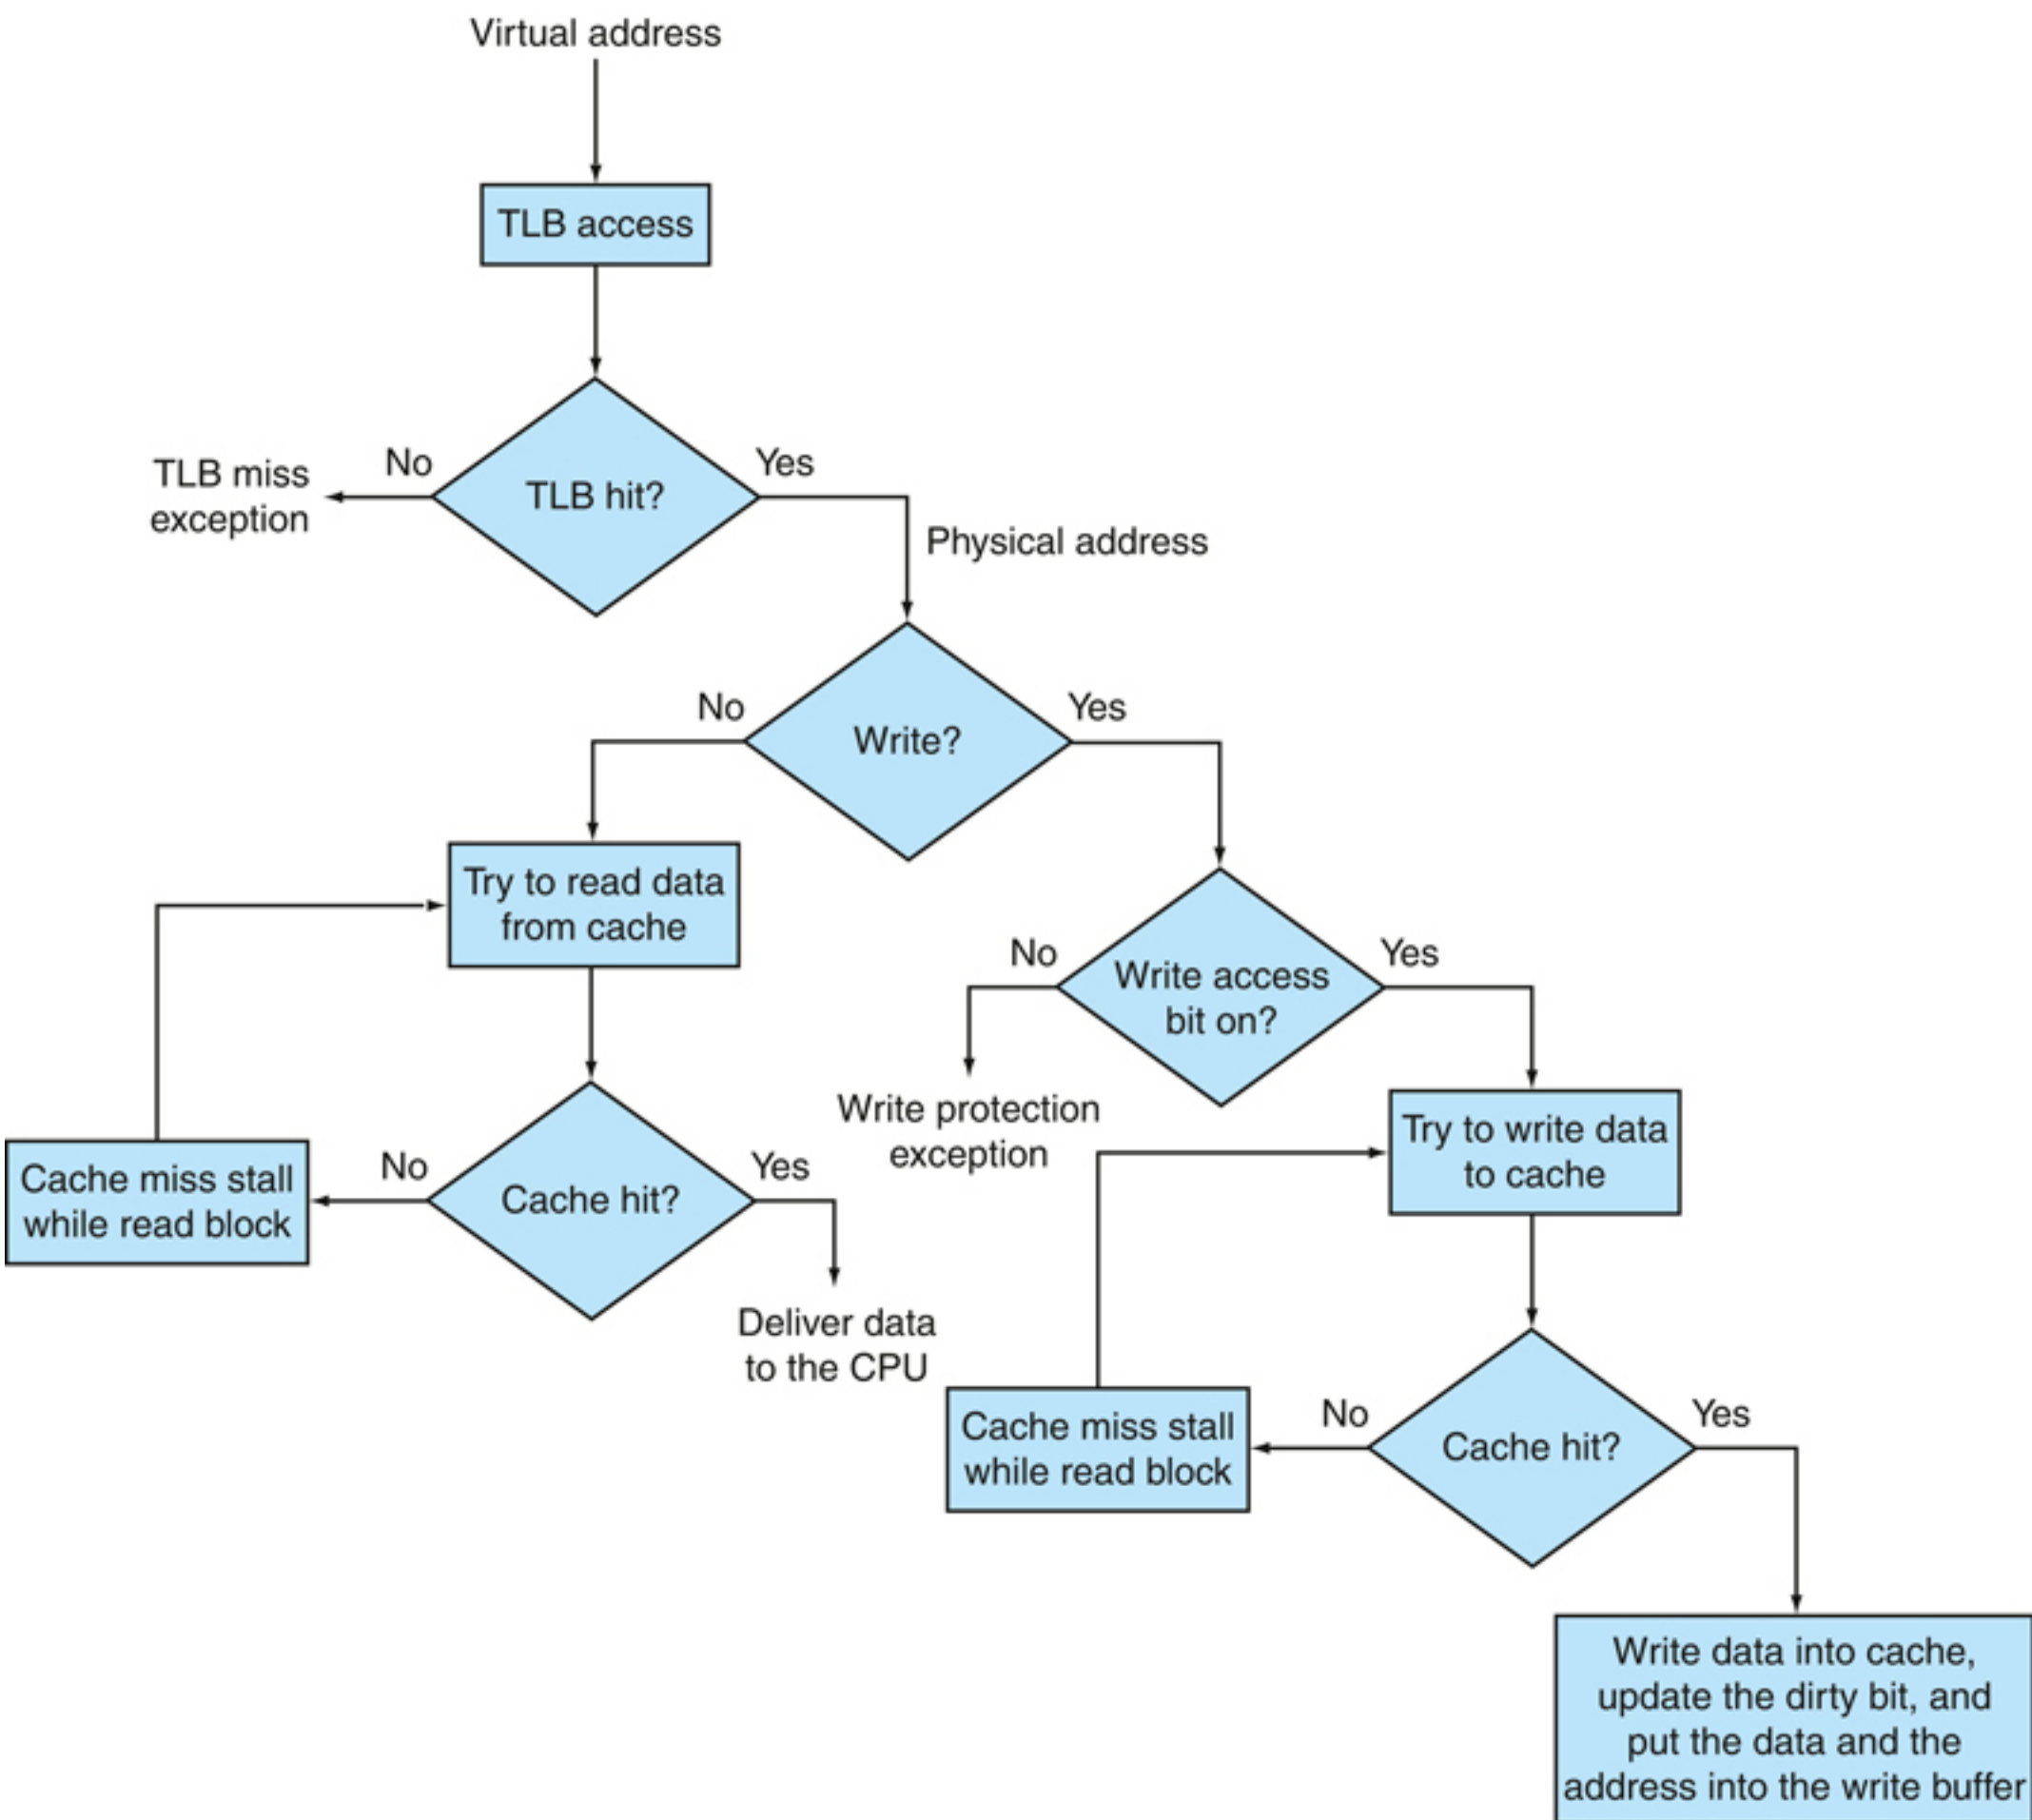 Virtual address
TLB access
TLB hit?
No
Yes
TLB miss
exception
Physical address
Write?
No
Yes
Try to read data
from cache
Write access
bit on?
No
Yes
Write protection
exception
Try to write data
to cache
Cache hit?
No
Yes
Cache miss stall
while read block
Deliver data
to the CPU
Cache hit?
No
Yes
Cache miss stall
while read block
Write data into cache,
update the dirty bit, and
put the data and the
address into the write buffer